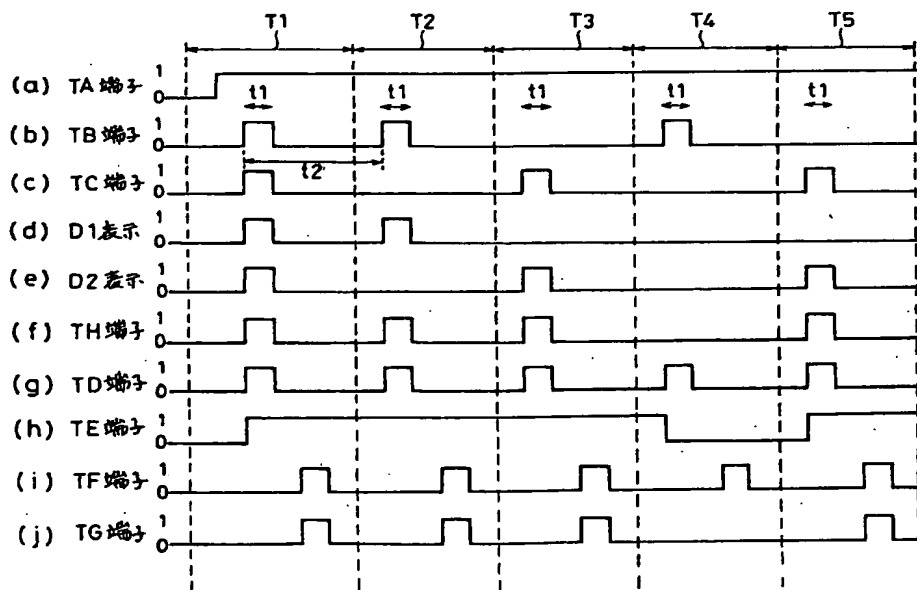 T1 T2 T3 T4 T5
(a) TA端子 1 0
t1 t1 t1 t1 t1
(b) TB端子 1 0
t2
(c) TC端子 1 0
(d) D1表示 1 0
(e) D2表示 1 0
(f) TH端子 1 0
(g) TD端子 1 0
(h) TE端子 1 0
(i) TF端子 1 0
(j) TG端子 1 0